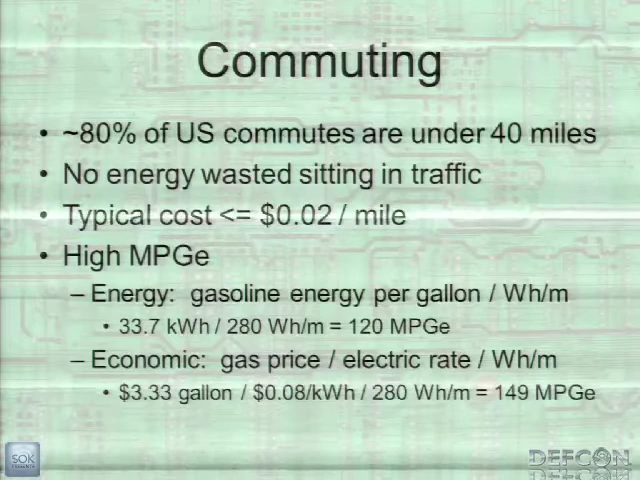 Commuting
• ~80% of US commutes are under 40 miles
• No energy wasted sitting in traffic
• Typical cost <= $0.02 / mile
• High MPGe
– Energy: gasoline energy per gallon / Wh/m
• 33.7 kWh / 280 Wh/m = 120 MPGe
– Economic: gas price / electric rate / Wh/m
• $3.33 gallon / $0.08/kWh / 280 Wh/m = 149 MPGe
SOK
DEFCON